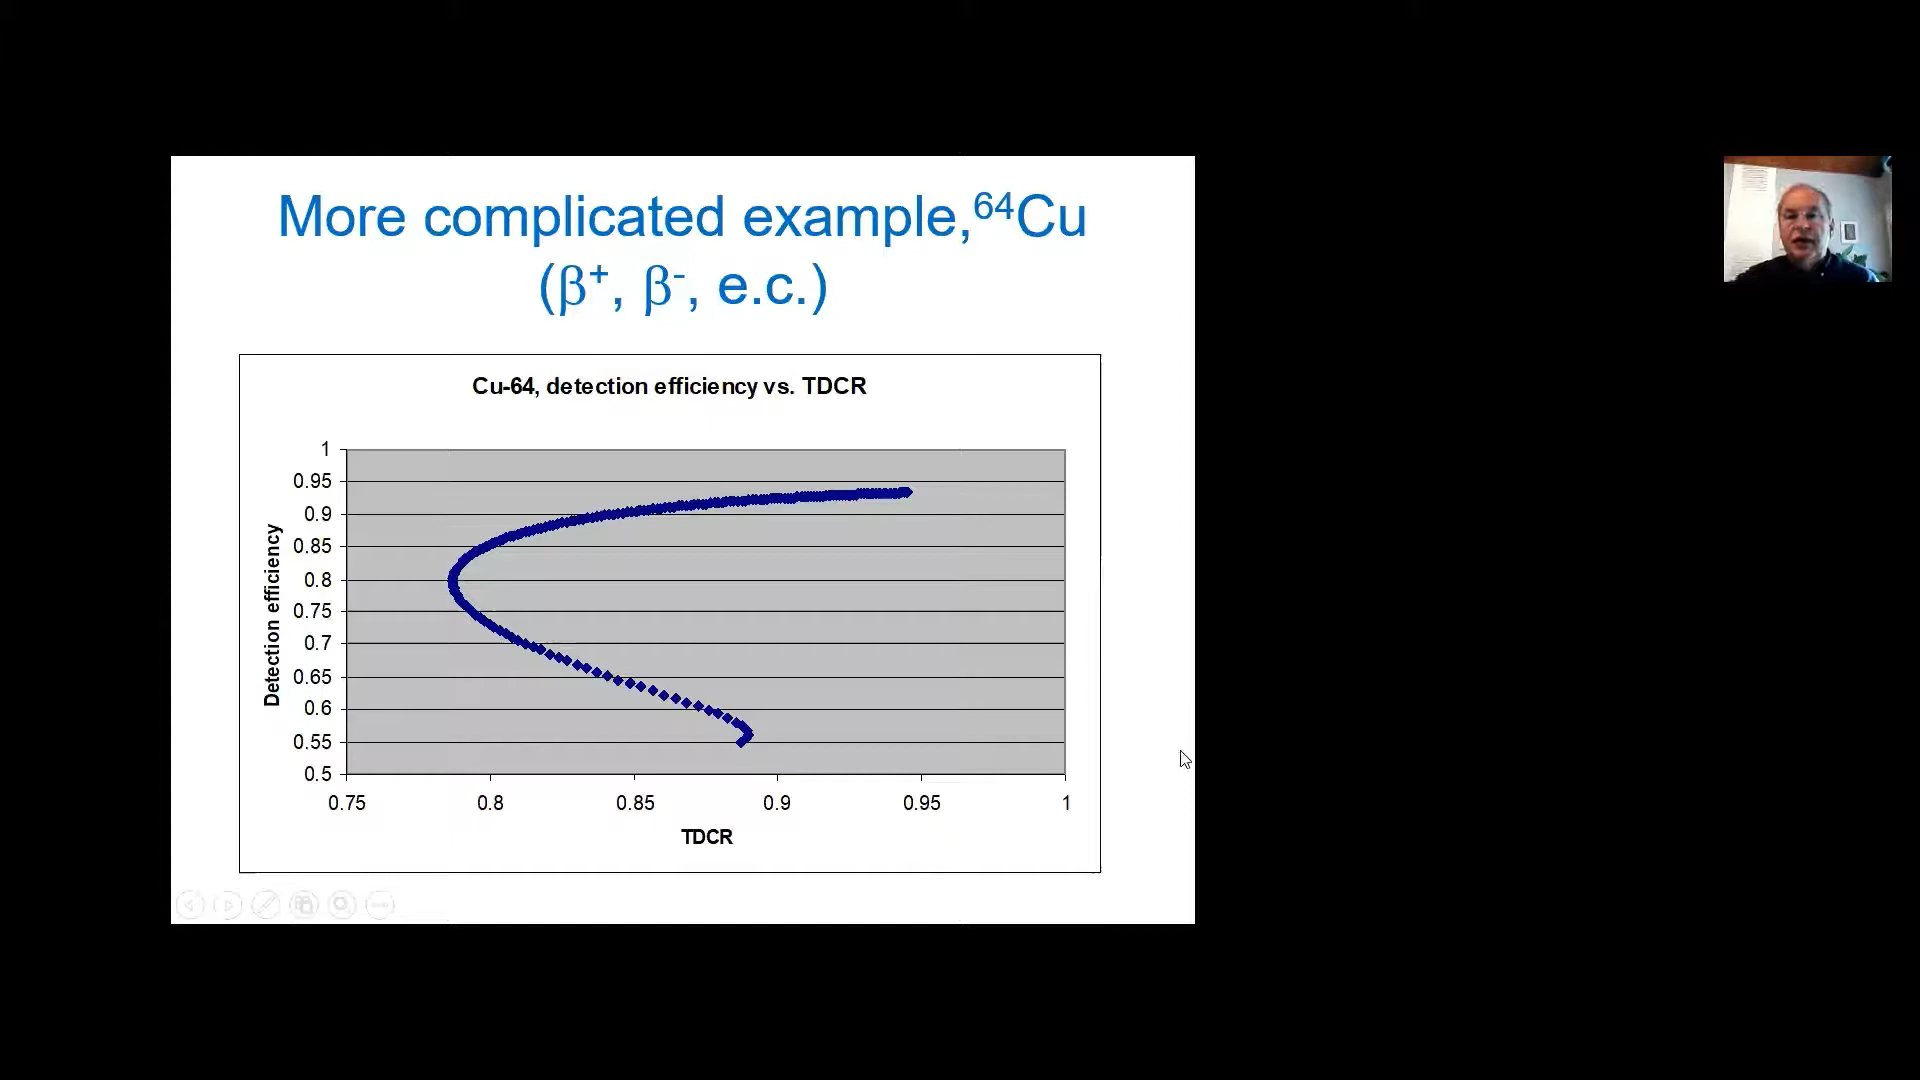 More complicated example,⁶⁴Cu
(β⁺, β⁻, e.c.)
Cu-64, detection efficiency vs. TDCR
Detection efficiency
1
0.95
0.9
0.85
0.8
0.75
0.7
0.65
0.6
0.55
0.5
0.75 0.8 0.85 0.9 0.95 1
TDCR